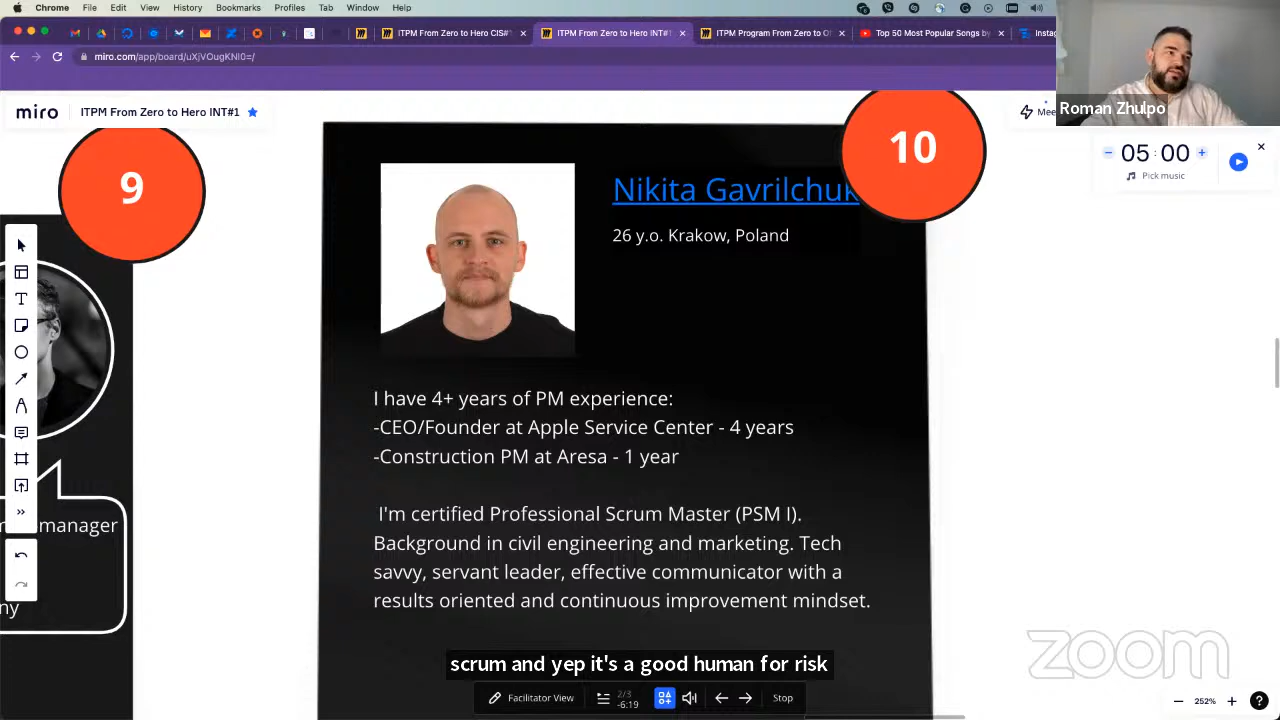 Chrome File Edit View History Bookmarks Profiles Tab Window Help
ITPM From Zero to Hero CIS#
ITPM From Zero to Hero INT#1
ITPM Program From Zero to
Top 50 Most Popular Songs by
miro.com/app/board/uXjVOugKNI0=/
miro ITPM From Zero to Hero INT#1
Roman Zhulpo
05 : 00
Pick music
9
10
Nikita Gavrilchuk
26 y.o. Krakow, Poland
I have 4+ years of PM experience:
-CEO/Founder at Apple Service Center - 4 years
-Construction PM at Aresa - 1 year
I'm certified Professional Scrum Master (PSM I).
Background in civil engineering and marketing. Tech
savvy, servant leader, effective communicator with a
results oriented and continuous improvement mindset.
manager
ny
scrum and yep it's a good human for risk
Facilitator View 2/3 -6:19 Stop
zoom
252%